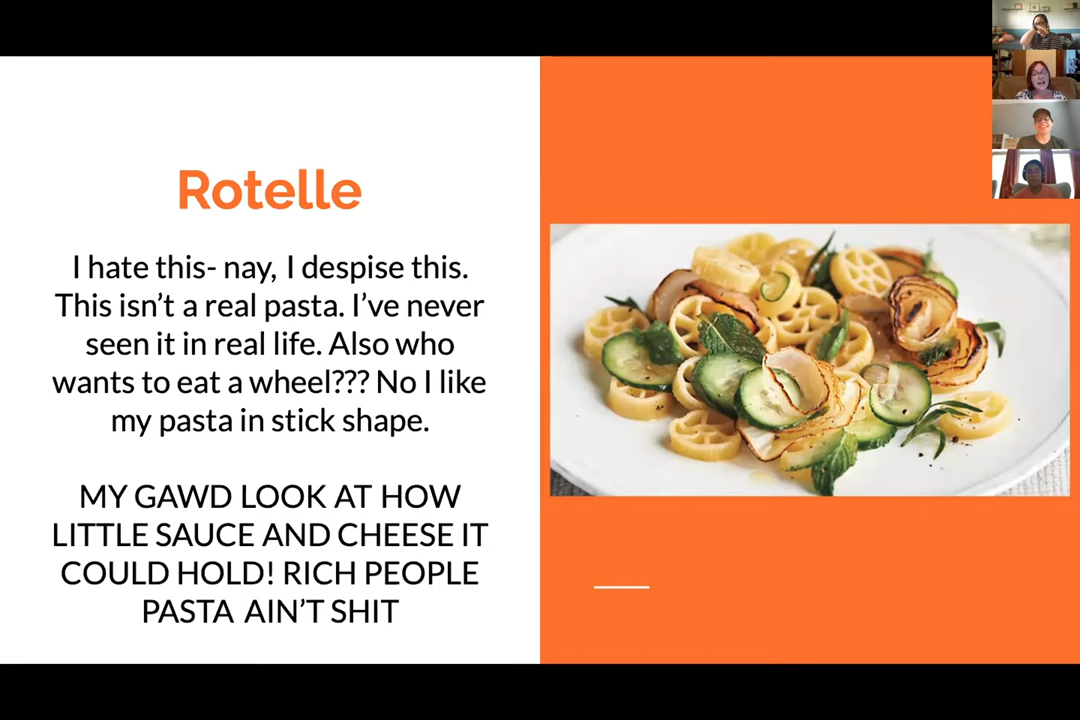 Rotelle
I hate this- nay, I despise this.
This isn't a real pasta. I've never
seen it in real life. Also who
wants to eat a wheel??? No I like
my pasta in stick shape.
MY GAWD LOOK AT HOW
LITTLE SAUCE AND CHEESE IT
COULD HOLD! RICH PEOPLE
PASTA AIN'T SHIT